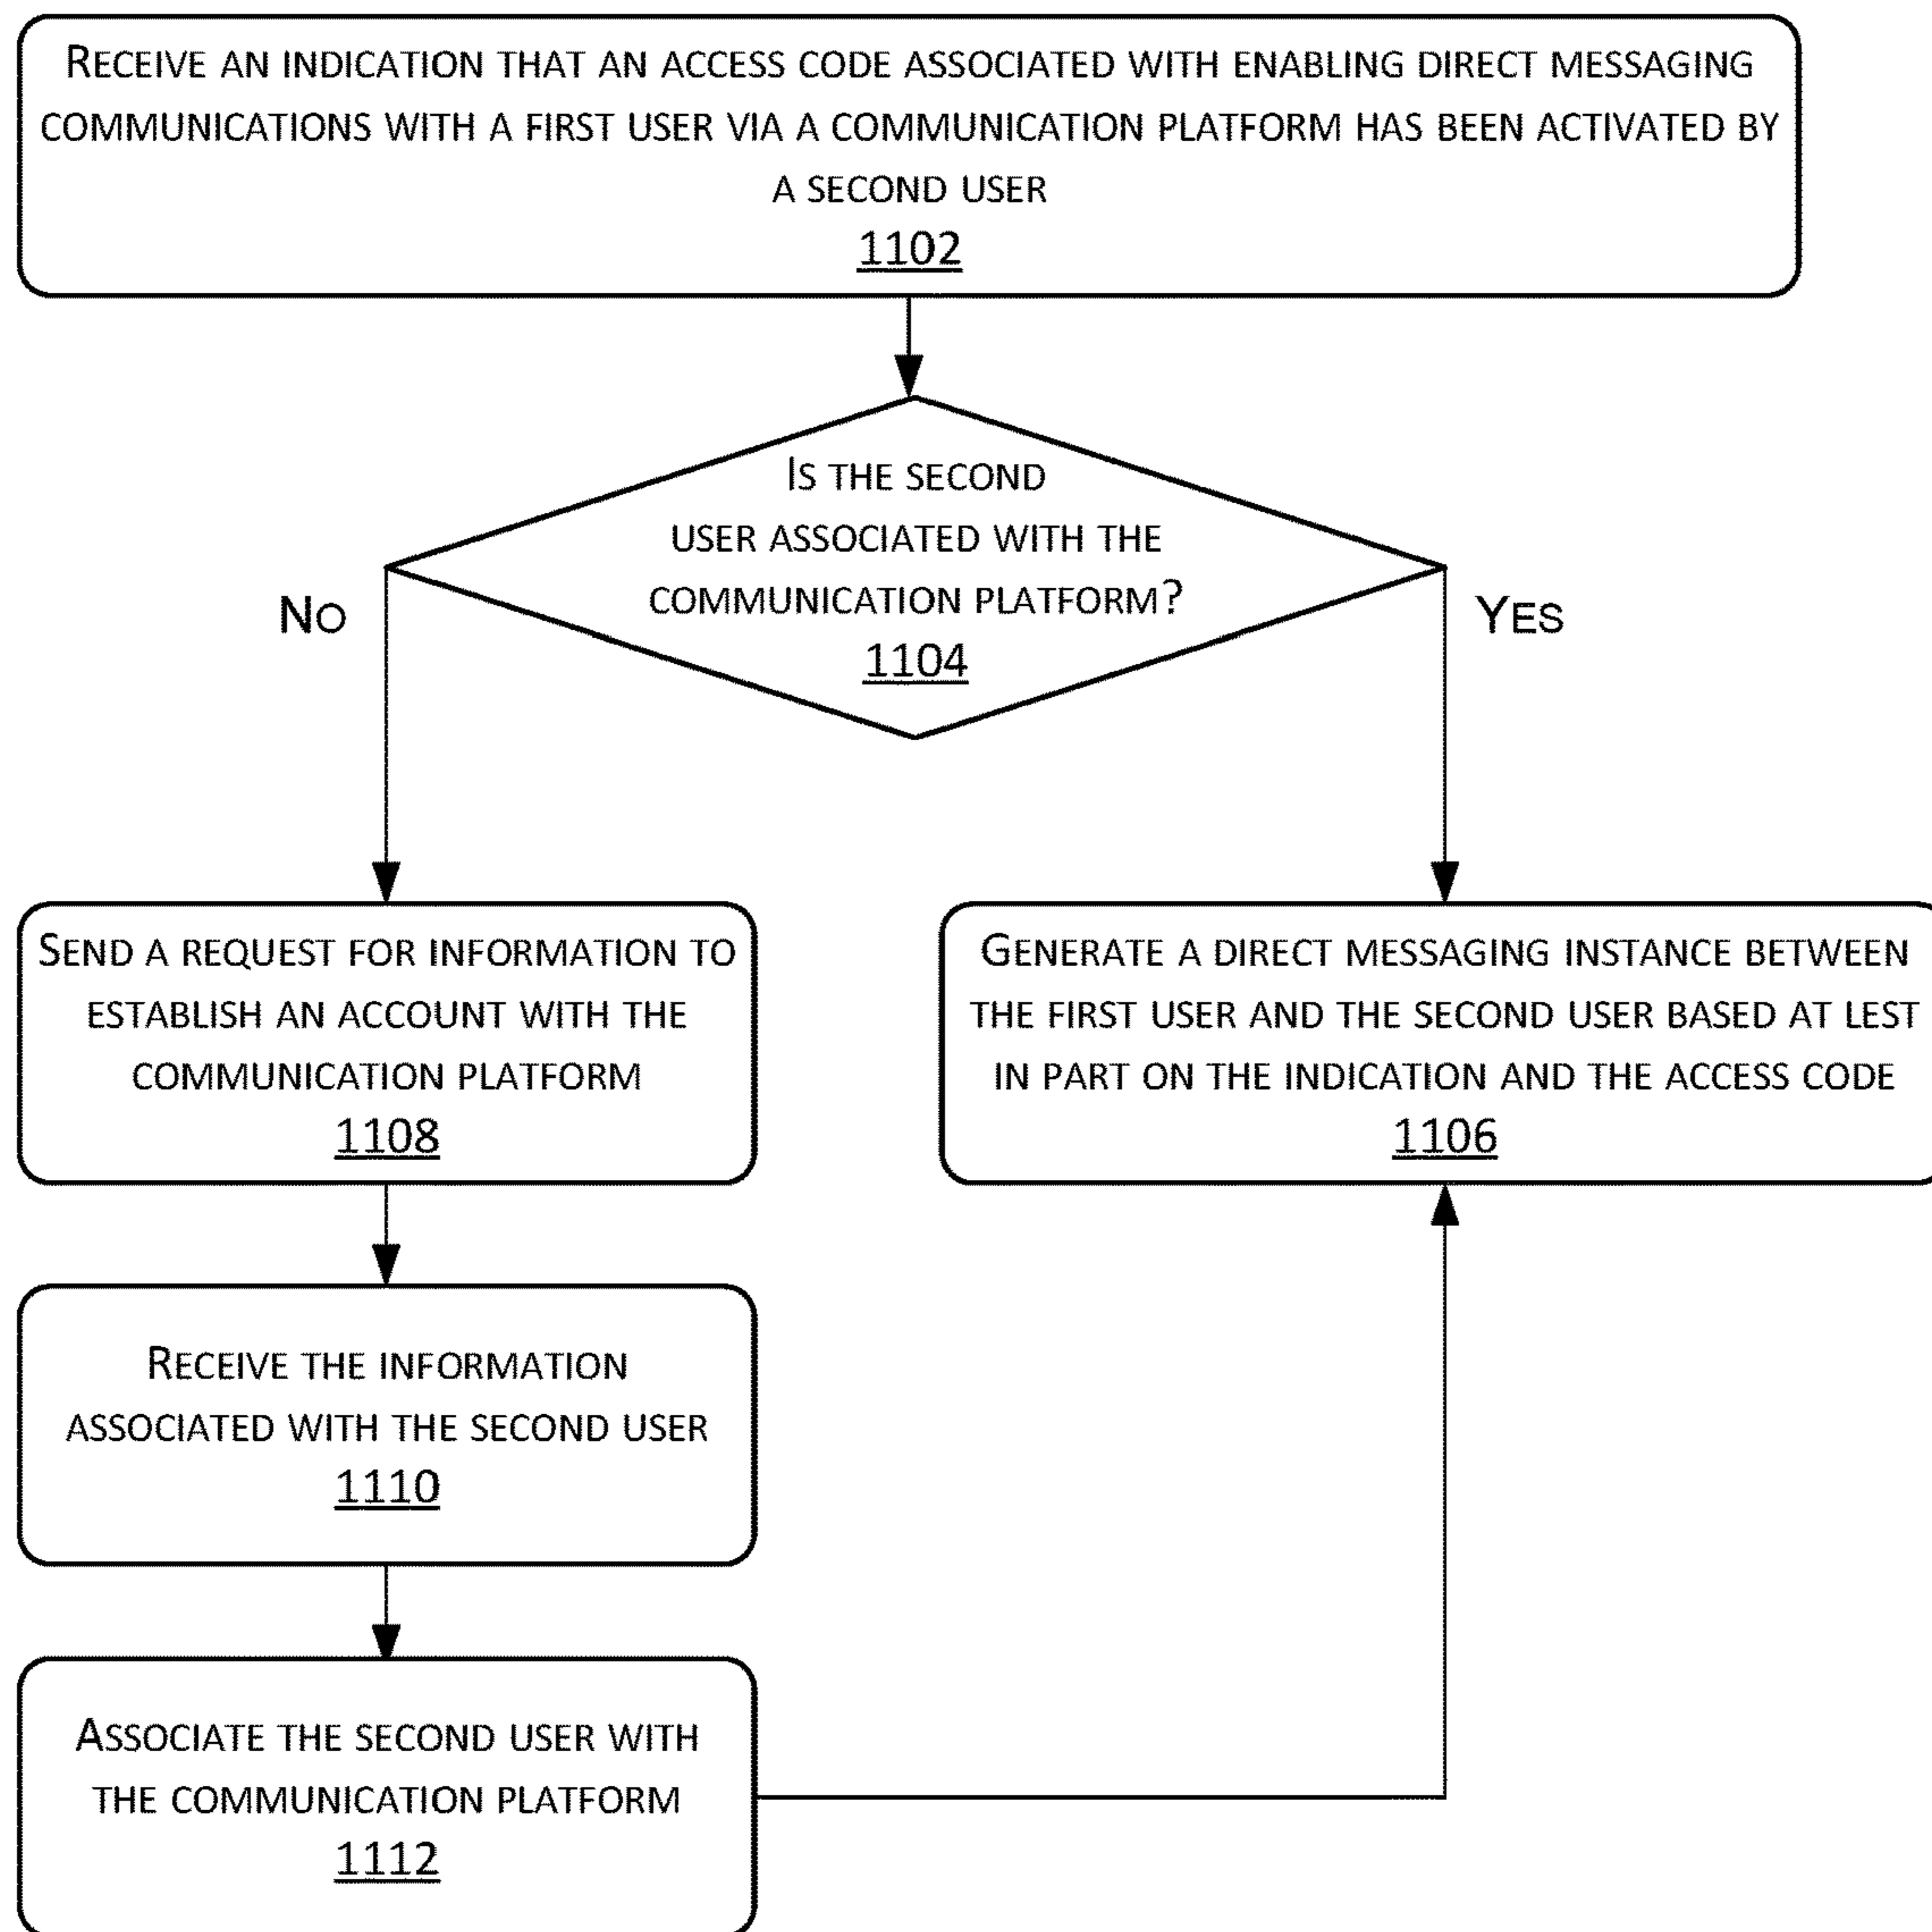 RECEIVE AN INDICATION THAT AN ACCESS CODE ASSOCIATED WITH ENABLING DIRECT MESSAGING
COMMUNICATIONS WITH A FIRST USER VIA A COMMUNICATION PLATFORM HAS BEEN ACTIVATED BY
A SECOND USER
1102
IS THE SECOND
USER ASSOCIATED WITH THE
COMMUNICATION PLATFORM?
1104
NO
YES
SEND A REQUEST FOR INFORMATION TO
ESTABLISH AN ACCOUNT WITH THE
COMMUNICATION PLATFORM
1108
GENERATE A DIRECT MESSAGING INSTANCE BETWEEN
THE FIRST USER AND THE SECOND USER BASED AT LEST
IN PART ON THE INDICATION AND THE ACCESS CODE
1106
RECEIVE THE INFORMATION
ASSOCIATED WITH THE SECOND USER
1110
ASSOCIATE THE SECOND USER WITH
THE COMMUNICATION PLATFORM
1112